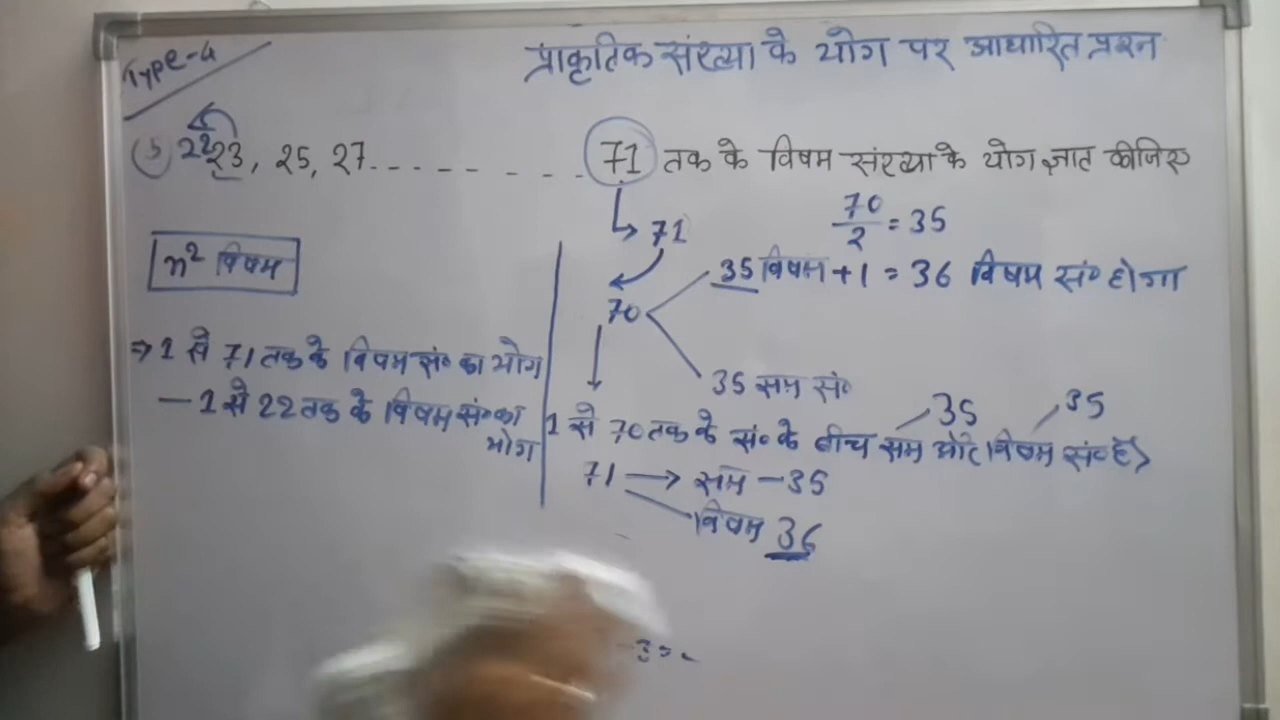 Type-4
प्राकृतिक संख्या के योग पर आधारित प्रश्न
5 22 23, 25, 27 - - - - - - - - - - 71 तक के विषम संख्या के योग ज्ञात कीजिए
71
70/2 = 35
n² विषम
35 विषम + 1 = 36 विषम सं० होगा
70
35 सम सं०
⇒ 1 से 71 तक के विषम सं० का योग
— 1 से 22 तक के विषम सं० का
योग
35 35
1 से 70 तक के सं० के बीच सम और विषम सं० है
71 → सम – 35
विषम 36